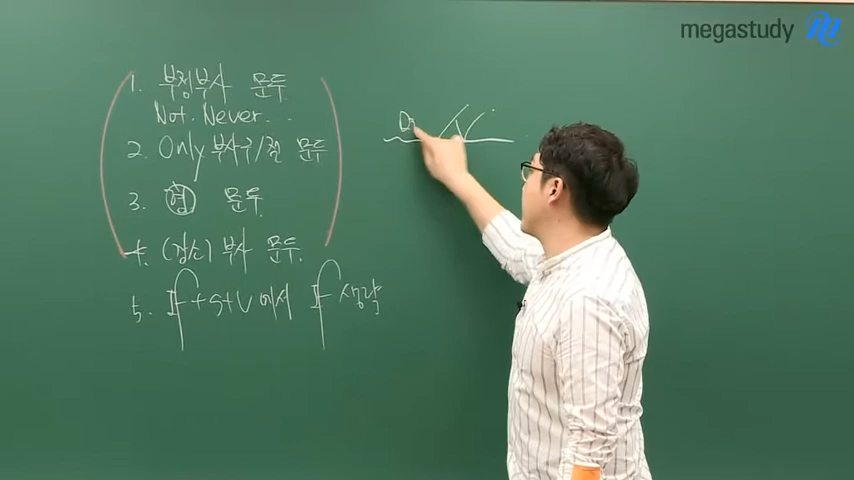 megastudy
1. 부정부사 문두
Not. Never. . .
2. Only 부사구/절 문두
3. 형 문두
4. (장소) 부사 문두.
5. If + S + V 에서 If 생략